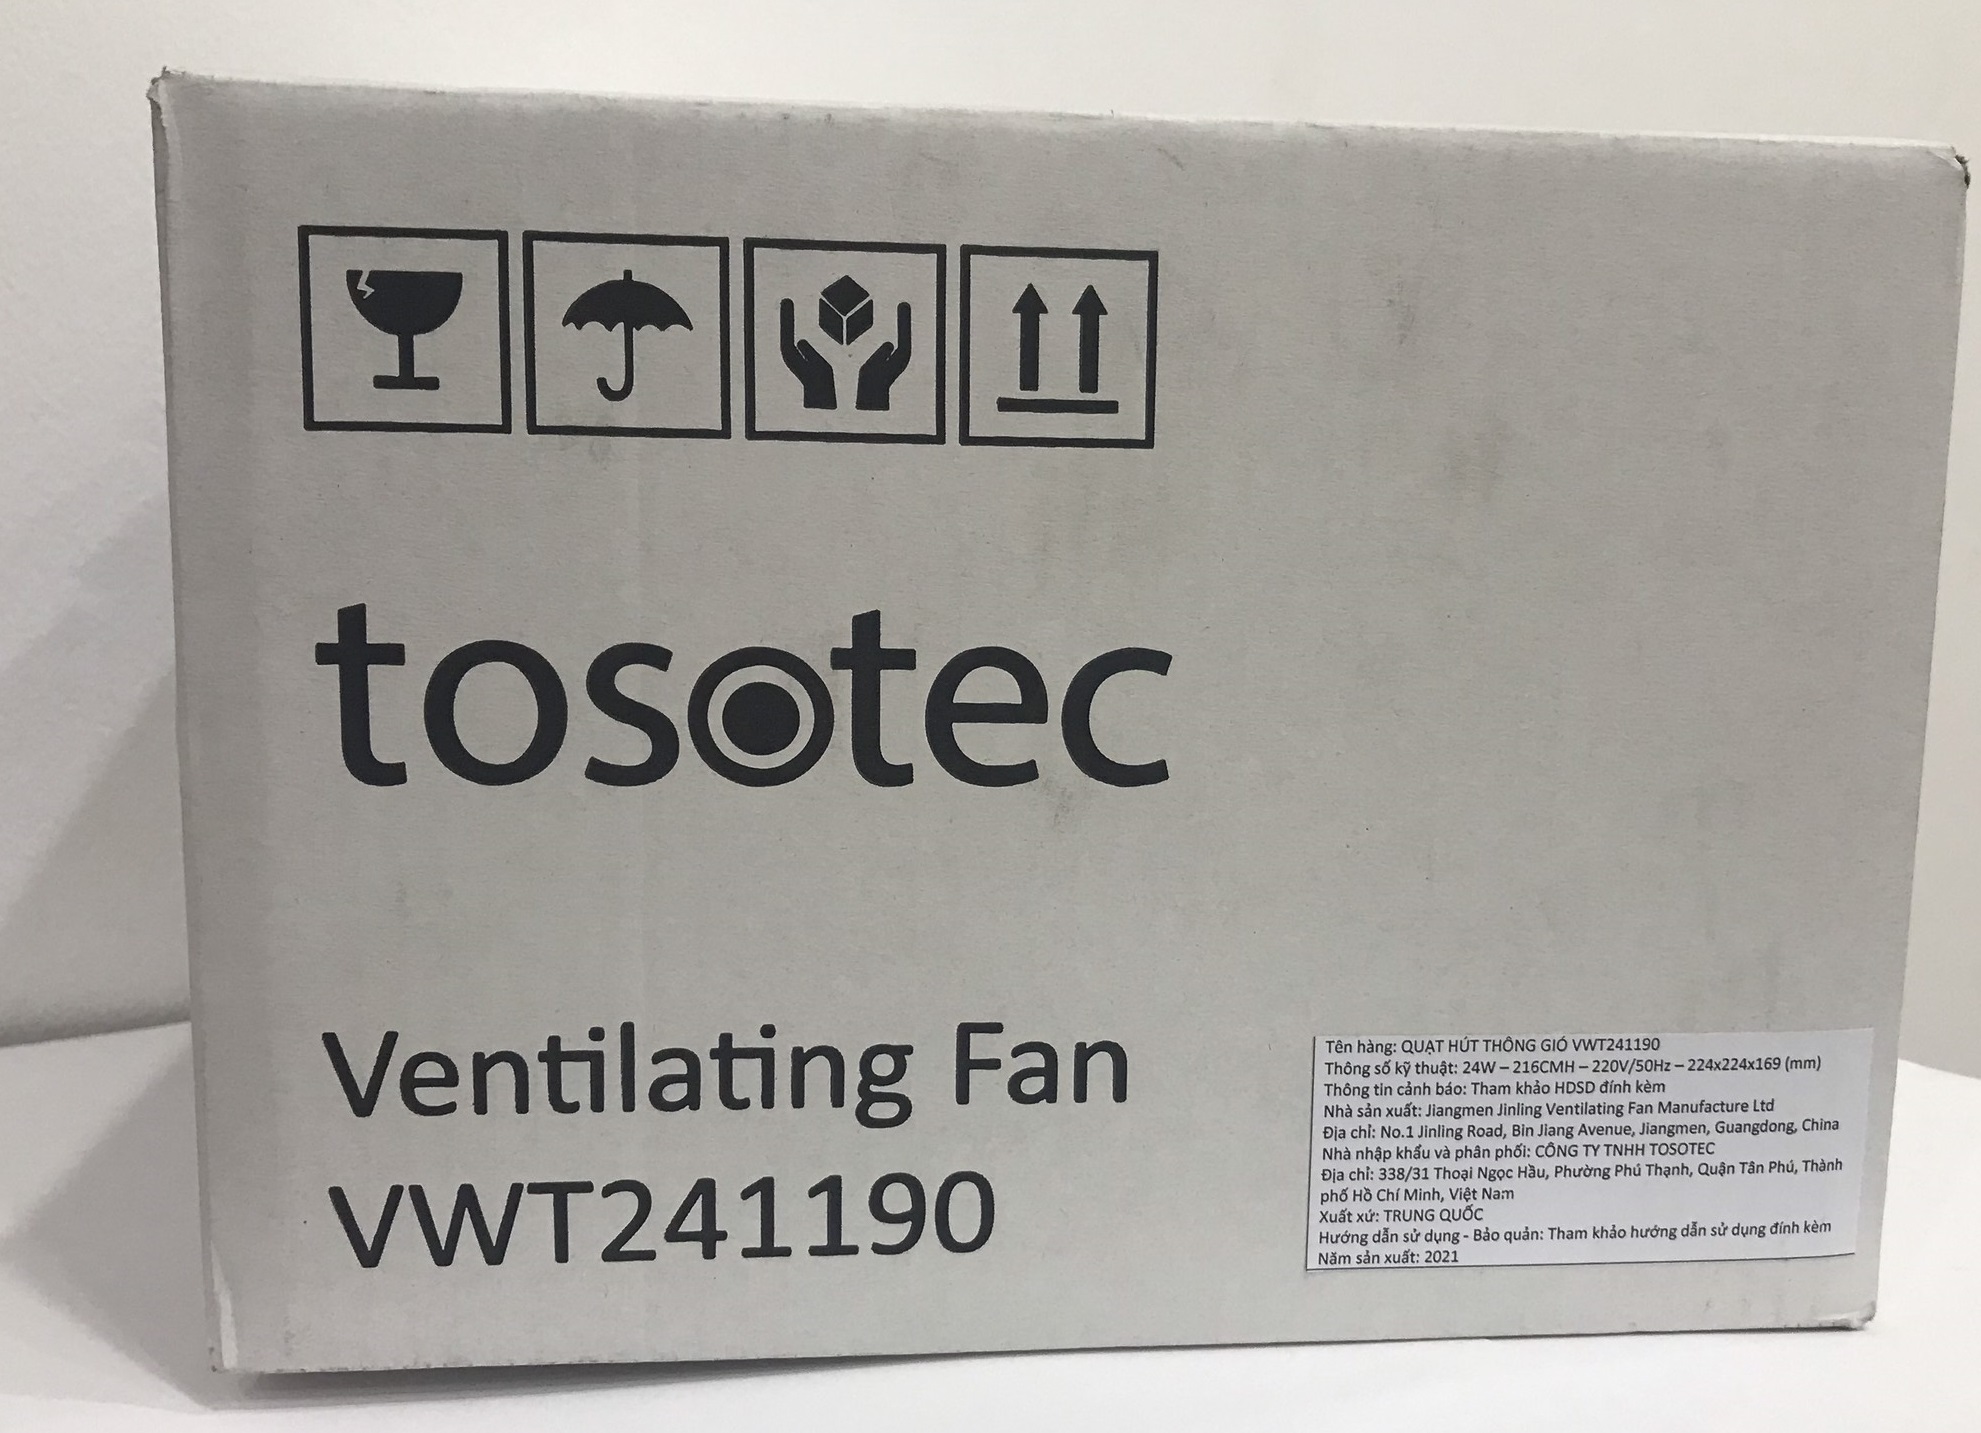 tosotec
Ventilating Fan
VWT241190
Tên hàng: QUẠT HÚT THÔNG GIÓ VWT241190
Thông số kỹ thuật: 24W – 216CMH – 220V/50Hz – 224x224x169 (mm)
Thông tin cảnh báo: Tham khảo HDSD đính kèm
Nhà sản xuất: Jiangmen Jinling Ventilating Fan Manufacture Ltd
Địa chỉ: No.1 Jinling Road, Bin Jiang Avenue, Jiangmen, Guangdong, China
Nhà nhập khẩu và phân phối: CÔNG TY TNHH TOSOTEC
Địa chỉ: 338/31 Thoại Ngọc Hầu, Phường Phú Thạnh, Quận Tân Phú, Thành
phố Hồ Chí Minh, Việt Nam
Xuất xứ: TRUNG QUỐC
Hướng dẫn sử dụng - Bảo quản: Tham khảo hướng dẫn sử dụng đính kèm
Năm sản xuất: 2021